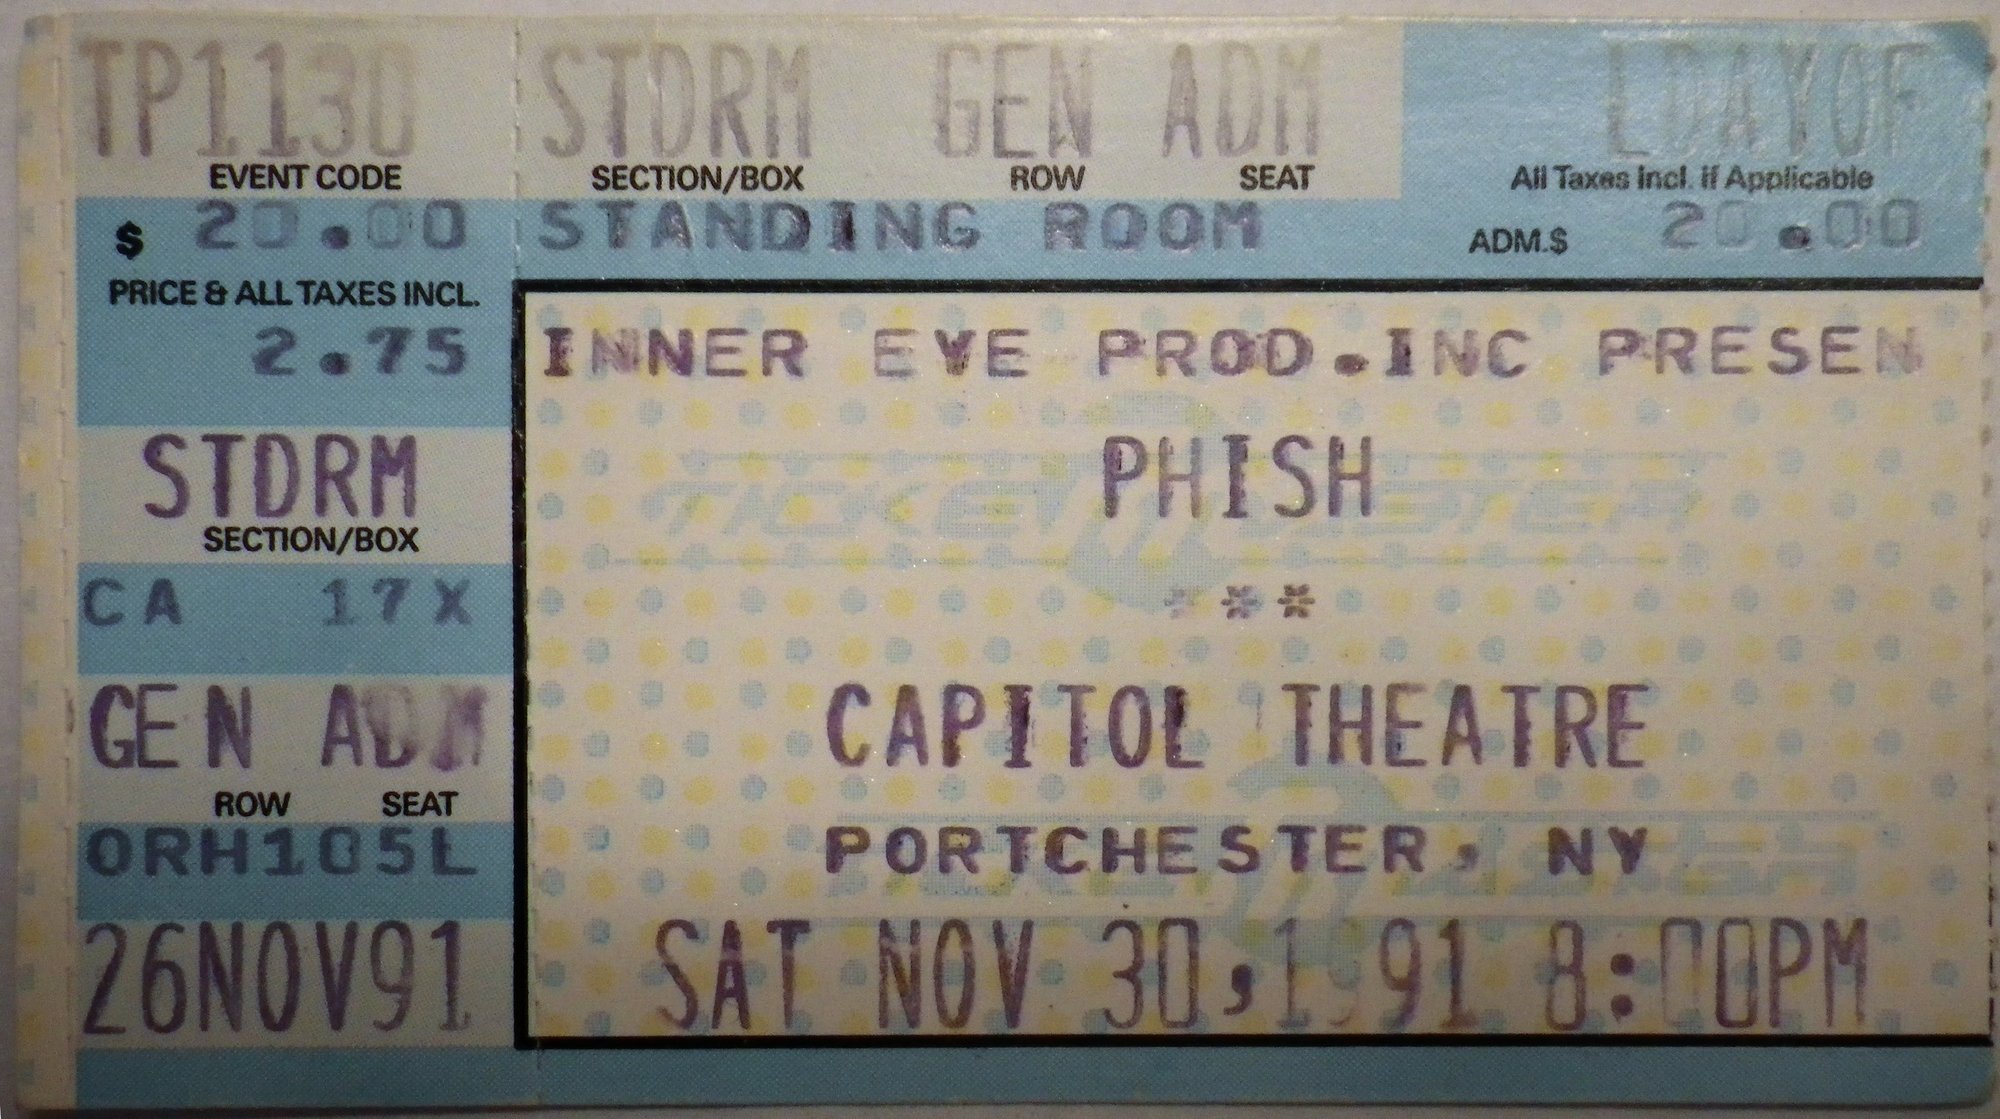 TP1130 STDRM GEN ADM LDAYOF
EVENT CODE SECTION/BOX ROW SEAT All Taxes Incl. If Applicable
$ 20.00 STANDING ROOM ADM.$ 20.00
PRICE & ALL TAXES INCL.
2.75
INNER EYE PROD.INC PRESEN
STDRM
SECTION/BOX
PHISH
TICKETMASTER
CA 17X
***
GEN ADM
ROW SEAT
CAPITOL THEATRE
ORH105L
PORTCHESTER, NY
TICKETMASTER
26NOV91
SAT NOV 30,1991 8:00PM